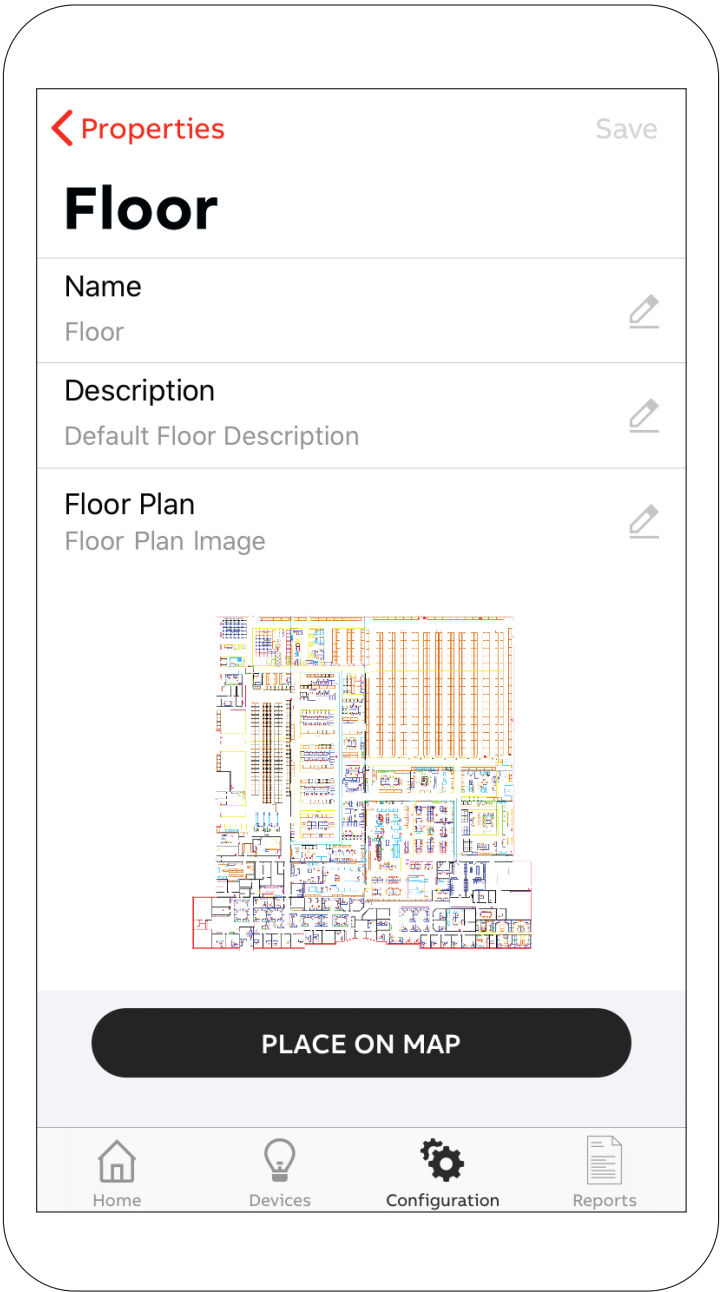 Properties
Save
Floor
Name
Floor
Description
Default Floor Description
Floor Plan
Floor Plan Image
PLACE ON MAP
Home
Devices
Configuration
Reports